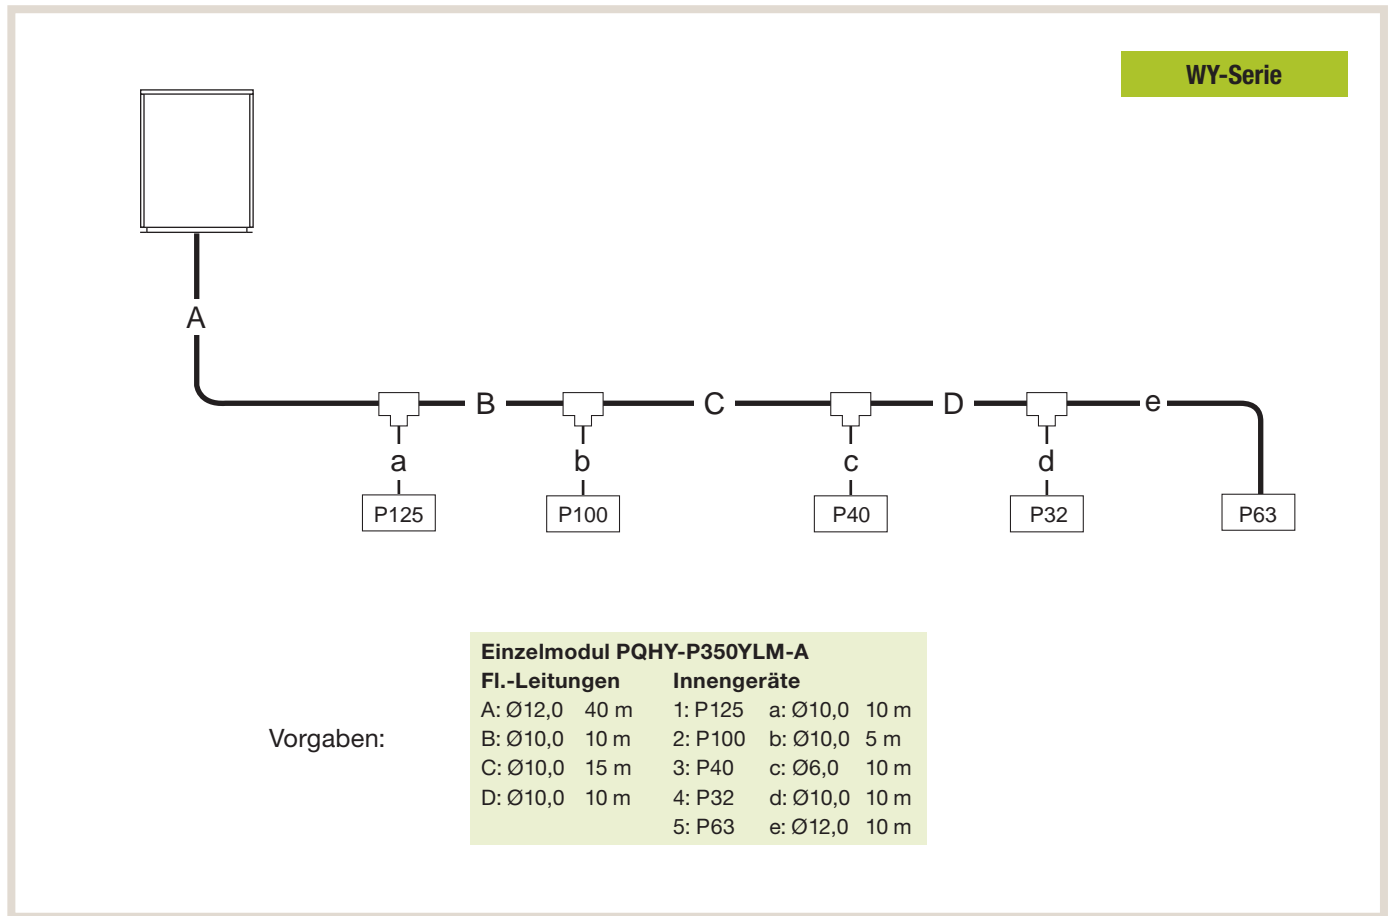 WY-Serie
A
B
C
D
e
a
b
c
d
P125
P100
P40
P32
P63
Einzelmodul PQHY-P350YLM-A
Fl.-Leitungen Innengeräte
A: Ø12,0 40 m 1: P125 a: Ø10,0 10 m
Vorgaben: B: Ø10,0 10 m 2: P100 b: Ø10,0 5 m
C: Ø10,0 15 m 3: P40 c: Ø6,0 10 m
D: Ø10,0 10 m 4: P32 d: Ø10,0 10 m
5: P63 e: Ø12,0 10 m